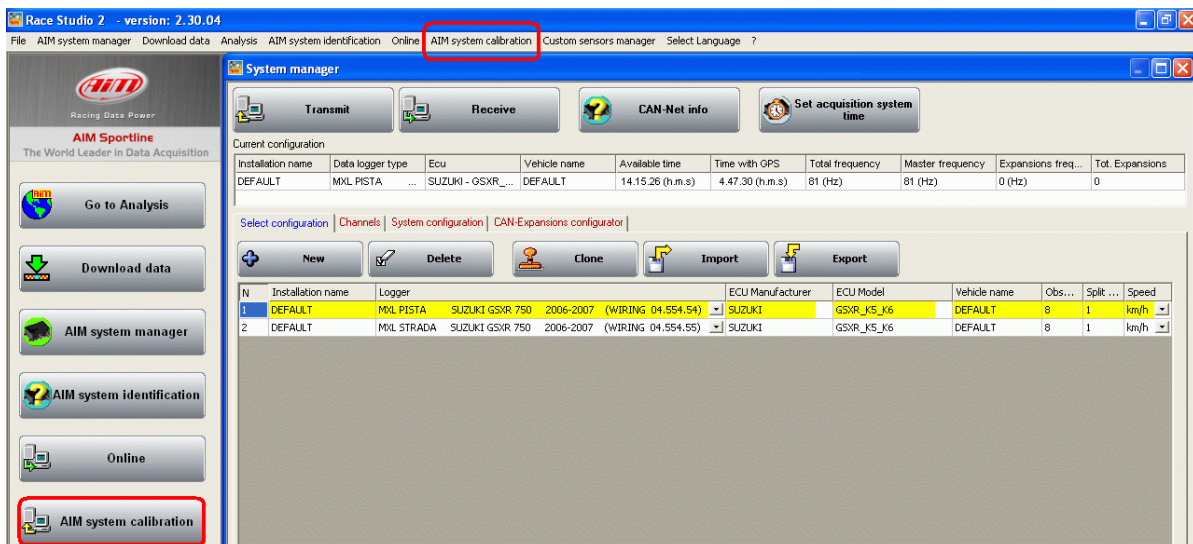 Race Studio 2 - version: 2.30.04
File AIM system manager Download data Analysis AIM system identification Online AIM system calibration Custom sensors manager Select Language ?
AiM
Racing Data Power
AIM Sportline
The World Leader in Data Acquisition
Go to Analysis
Download data
AIM system manager
AIM system identification
Online
AIM system calibration
System manager
Transmit Receive CAN-Net info Set acquisition system time
Current configuration
Installation name Data logger type Ecu Vehicle name Available time Time with GPS Total frequency Master frequency Expansions freq... Tot. Expansions
DEFAULT MXL PISTA ... SUZUKI - GSXR_... DEFAULT 14.15.26 (h.m.s) 4.47.30 (h.m.s) 81 (Hz) 81 (Hz) 0 (Hz) 0
Select configuration Channels System configuration CAN-Expansions configurator
New Delete Clone Import Export
N Installation name Logger ECU Manufacturer ECU Model Vehicle name Obs... Split ... Speed
1 DEFAULT MXL PISTA SUZUKI GSXR 750 2006-2007 (WIRING 04.554.54) SUZUKI GSXR_K5_K6 DEFAULT 8 1 km/h
2 DEFAULT MXL STRADA SUZUKI GSXR 750 2006-2007 (WIRING 04.554.55) SUZUKI GSXR_K5_K6 DEFAULT 8 1 km/h